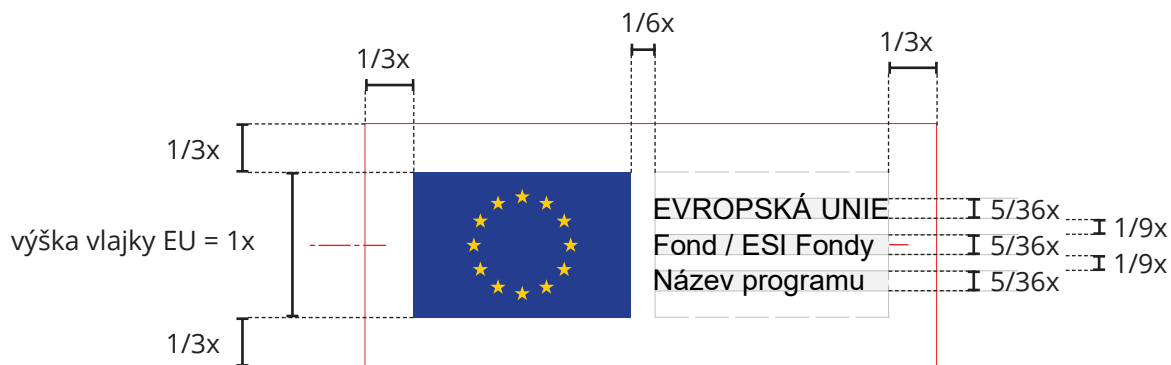 1/6x
1/3x
1/3x
1/3x
EVROPSKÁ UNIE
5/36x
1/9x
výška vlajky EU = 1x
Fond / ESI Fondy
5/36x
1/9x
Název programu
5/36x
1/3x